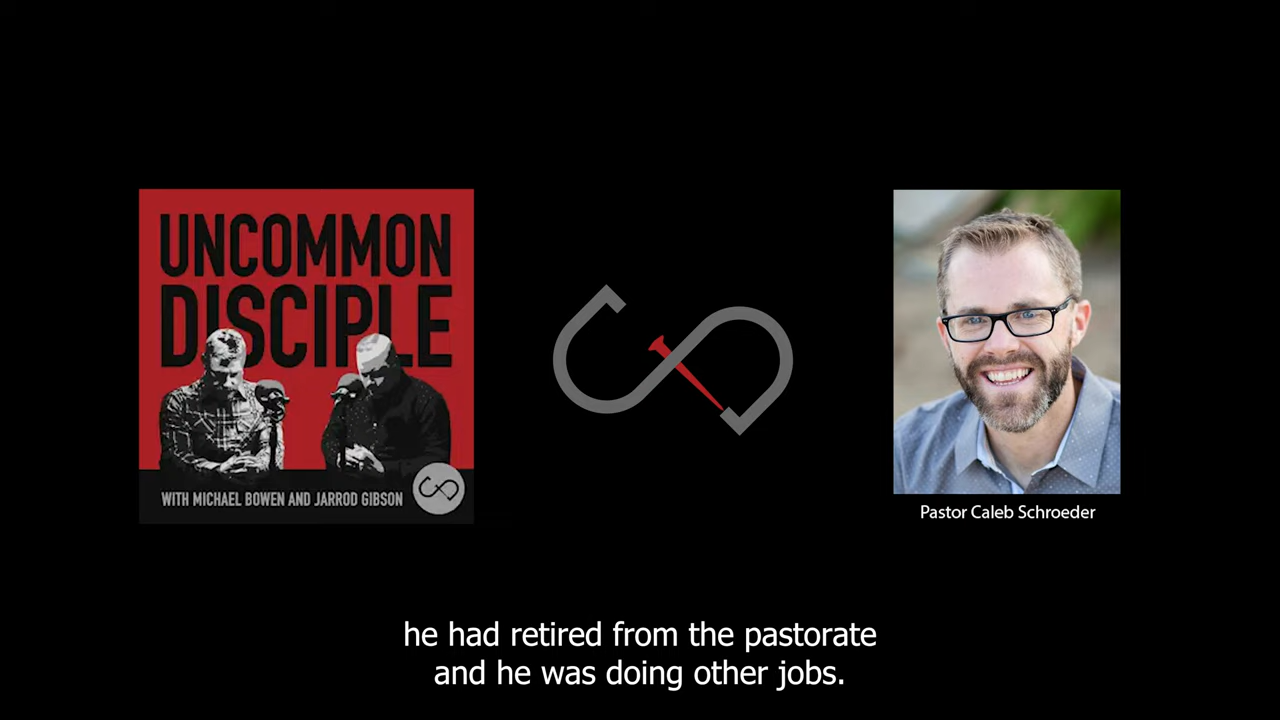 UNCOMMON
DISCIPLE
WITH MICHAEL BOWEN AND JARROD GIBSON
Pastor Caleb Schroeder
he had retired from the pastorate
and he was doing other jobs.